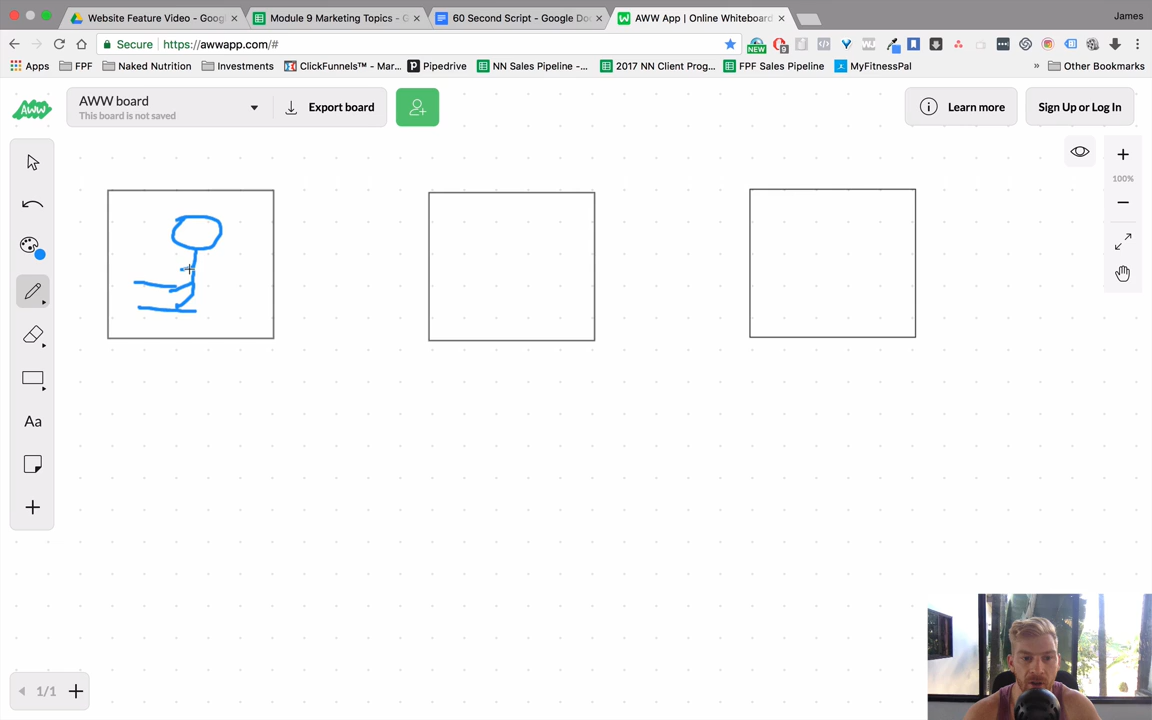 Website Feature Video - Goog
Module 9 Marketing Topics - G
60 Second Script - Google Do
AWW App | Online Whiteboard
James
Secure
https://awwapp.com/#
NEW
9
Apps
FPF
Naked Nutrition
Investments
ClickFunnels™ - Mar...
Pipedrive
NN Sales Pipeline -...
2017 NN Client Prog...
FPF Sales Pipeline
MyFitnessPal
»
Other Bookmarks
AWW
AWW board
This board is not saved
Export board
Learn more
Sign Up or Log In
100%
Aa
1/1